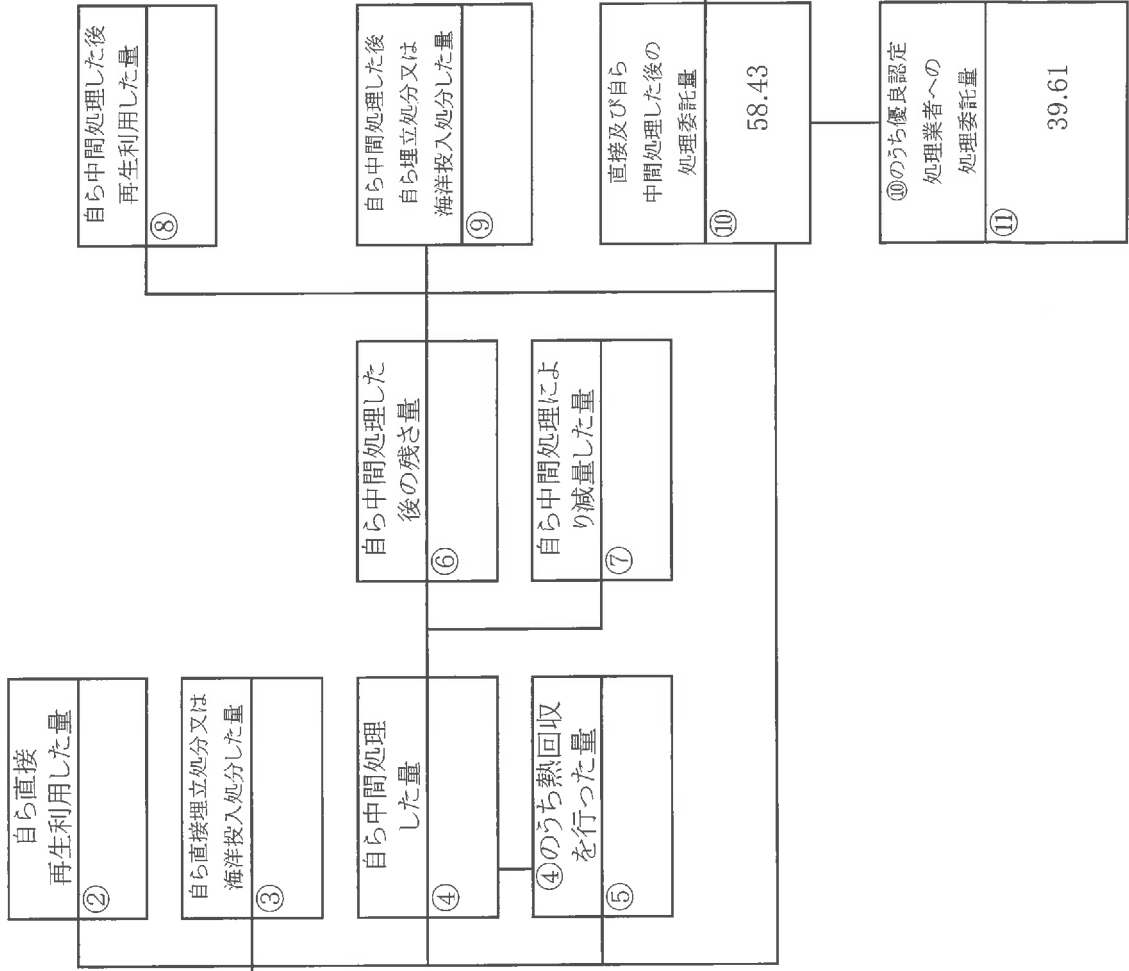 自ら直接
再生利用した量
②
自ら直接埋立処分又は
海洋投入処分した量
③
自ら中間処理
した量
④
④のうち熱回収
を行った量
⑤
自ら中間処理した
後の残さ量
⑥
自ら中間処理によ
り減量した量
⑦
自ら中間処理した後
再生利用した量
⑧
自ら中間処理した後
自ら埋立処分又は
海洋投入処分した量
⑨
直接及び自ら
中間処理した後の
処理委託量
⑩
58.43
⑩のうち優良認定
処理業者への
処理委託量
⑪
39.61